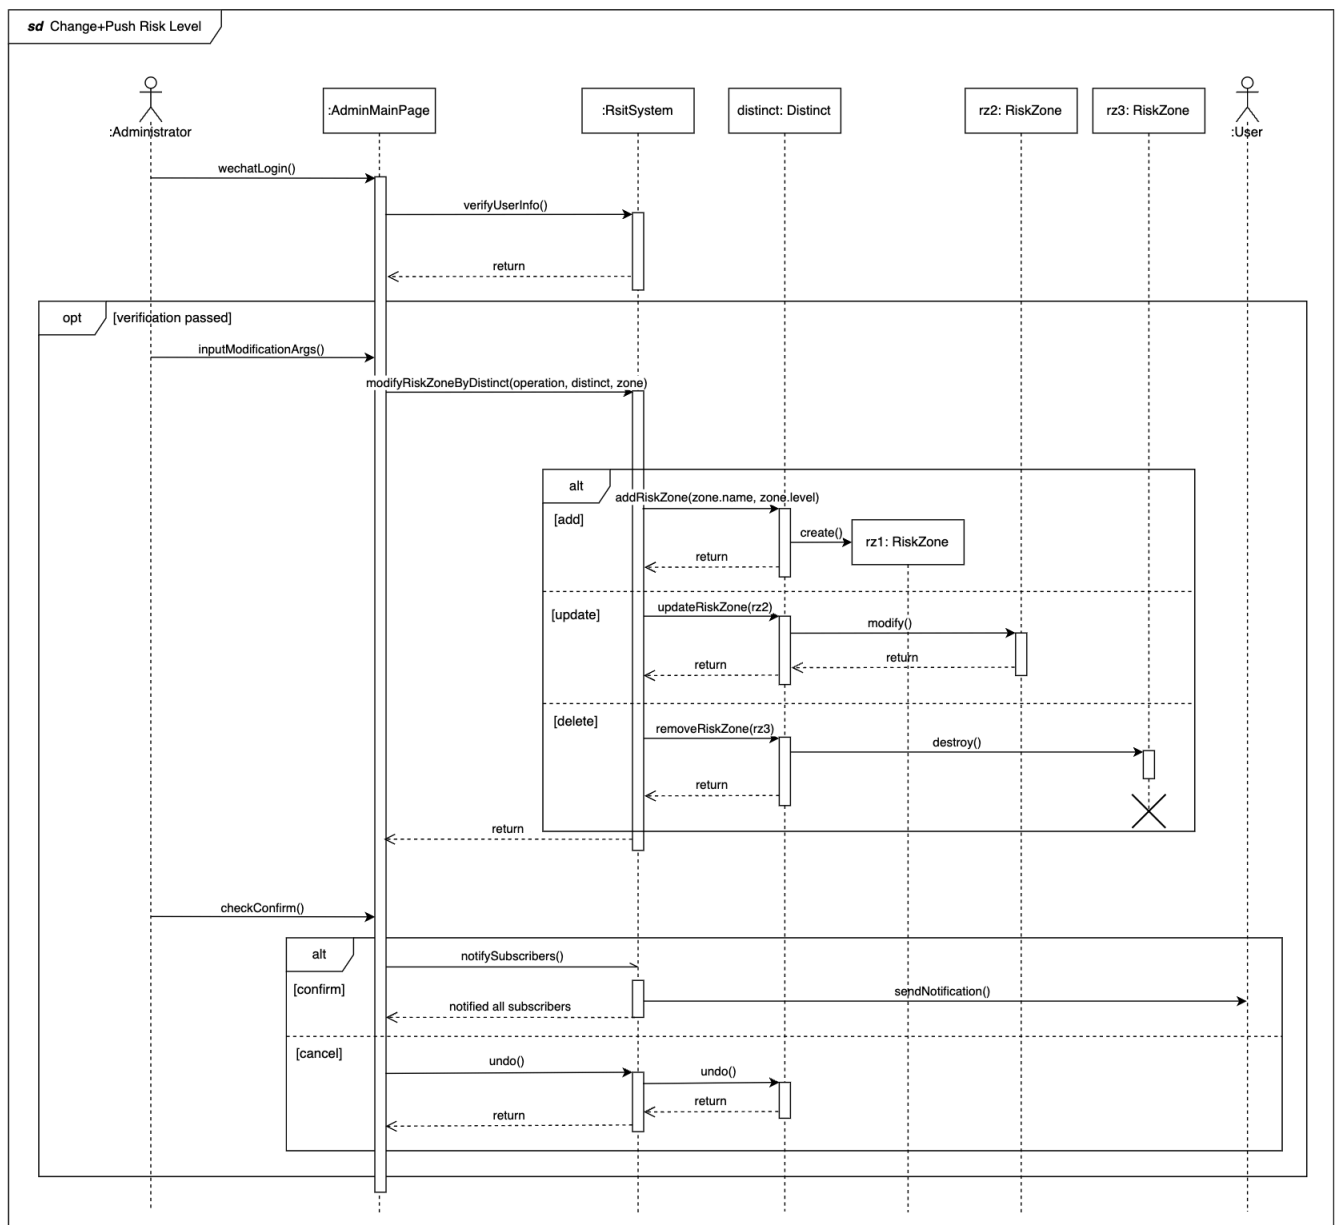 sd Change+Push Risk Level
:Administrator
:AdminMainPage
:RsitSystem
distinct: Distinct
rz2: RiskZone
rz3: RiskZone
:User
wechatLogin()
verifyUserInfo()
return
opt
[verification passed]
inputModificationArgs()
modifyRiskZoneByDistinct(operation, distinct, zone)
alt
addRiskZone(zone.name, zone.level)
[add]
create()
rz1: RiskZone
return
[update]
updateRiskZone(rz2)
modify()
return
return
[delete]
removeRiskZone(rz3)
destroy()
return
return
checkConfirm()
alt
notifySubscribers()
[confirm]
sendNotification()
notified all subscribers
[cancel]
undo()
undo()
return
return